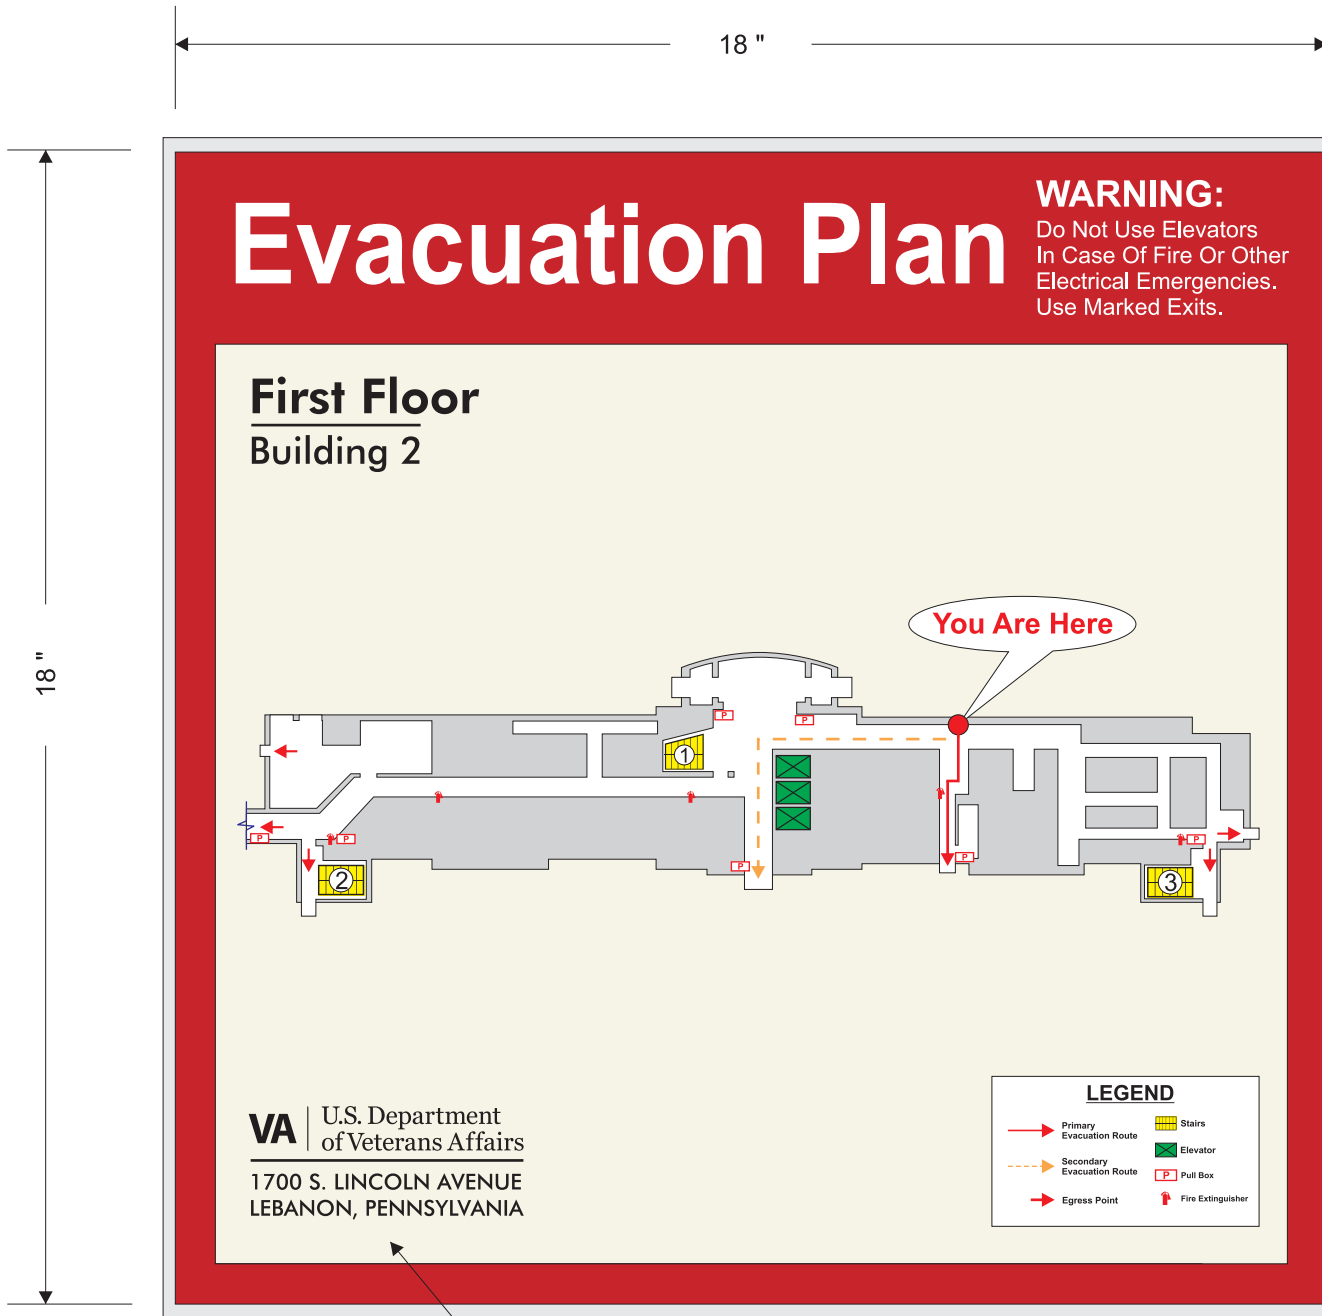 18 "
18 "
Evacuation Plan
WARNING:
Do Not Use Elevators
In Case Of Fire Or Other
Electrical Emergencies.
Use Marked Exits.
First Floor
Building 2
You Are Here
P
P
1
P
P
P
P
P
2
3
VA
U.S. Department
of Veterans Affairs
1700 S. LINCOLN AVENUE
LEBANON, PENNSYLVANIA
LEGEND
Primary
Evacuation Route
Secondary
Evacuation Route
Egress Point
Stairs
Elevator
P Pull Box
Fire Extinguisher